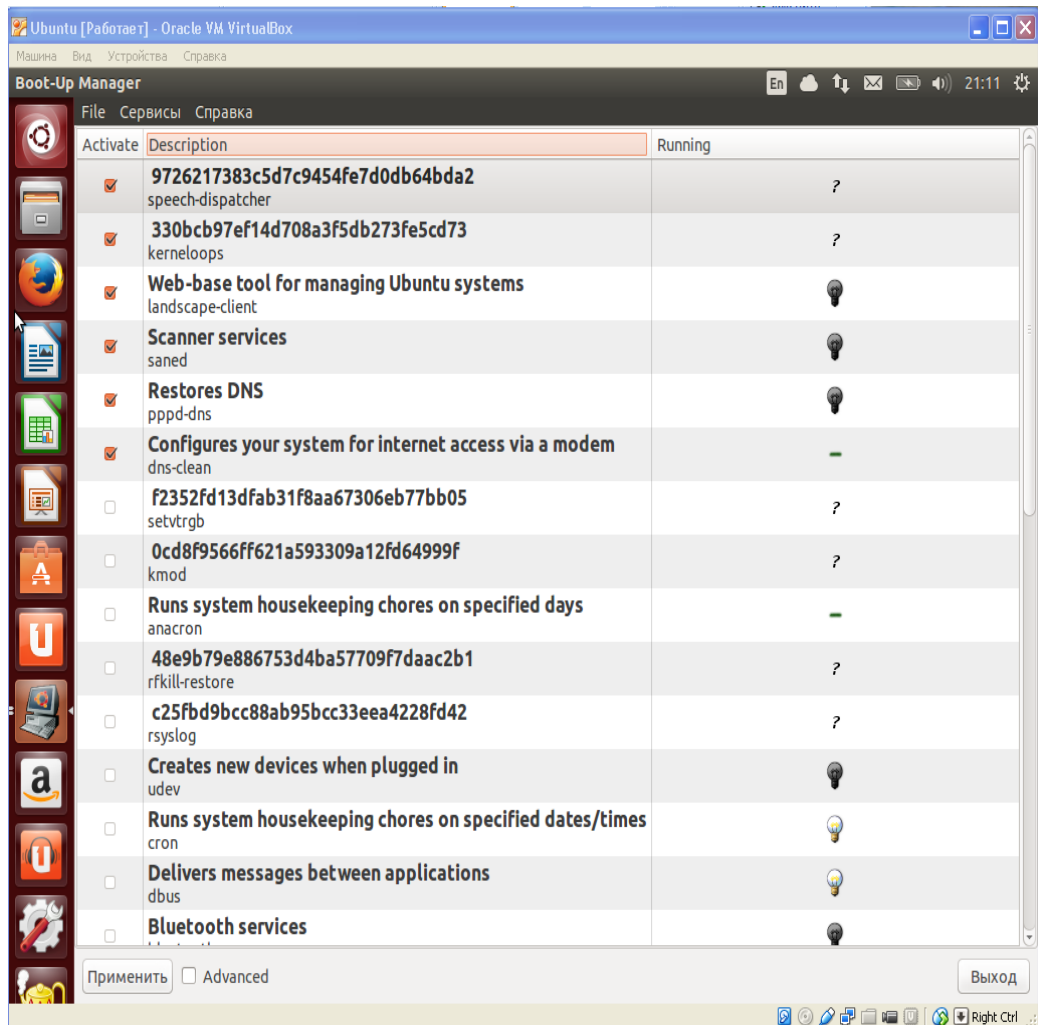 Ubuntu [Работает] - Oracle VM VirtualBox
Машина Вид Устройства Справка
Boot-Up Manager En 21:11
File Сервисы Справка
Activate Description Running
9726217383c5d7c9454fe7d0db64bda2 ?
speech-dispatcher
330bcb97ef14d708a3f5db273fe5cd73 ?
kerneloops
Web-base tool for managing Ubuntu systems
landscape-client
Scanner services
saned
Restores DNS
pppd-dns
Configures your system for internet access via a modem
dns-clean
f2352fd13dfab31f8aa67306eb77bb05 ?
setvtrgb
0cd8f9566ff621a593309a12fd64999f ?
kmod
Runs system housekeeping chores on specified days
anacron
48e9b79e886753d4ba57709f7daac2b1 ?
rfkill-restore
c25fbd9bcc88ab95bcc33eea4228fd42 ?
rsyslog
Creates new devices when plugged in
udev
Runs system housekeeping chores on specified dates/times
cron
Delivers messages between applications
dbus
Bluetooth services
Применить Advanced Выход
Right Ctrl